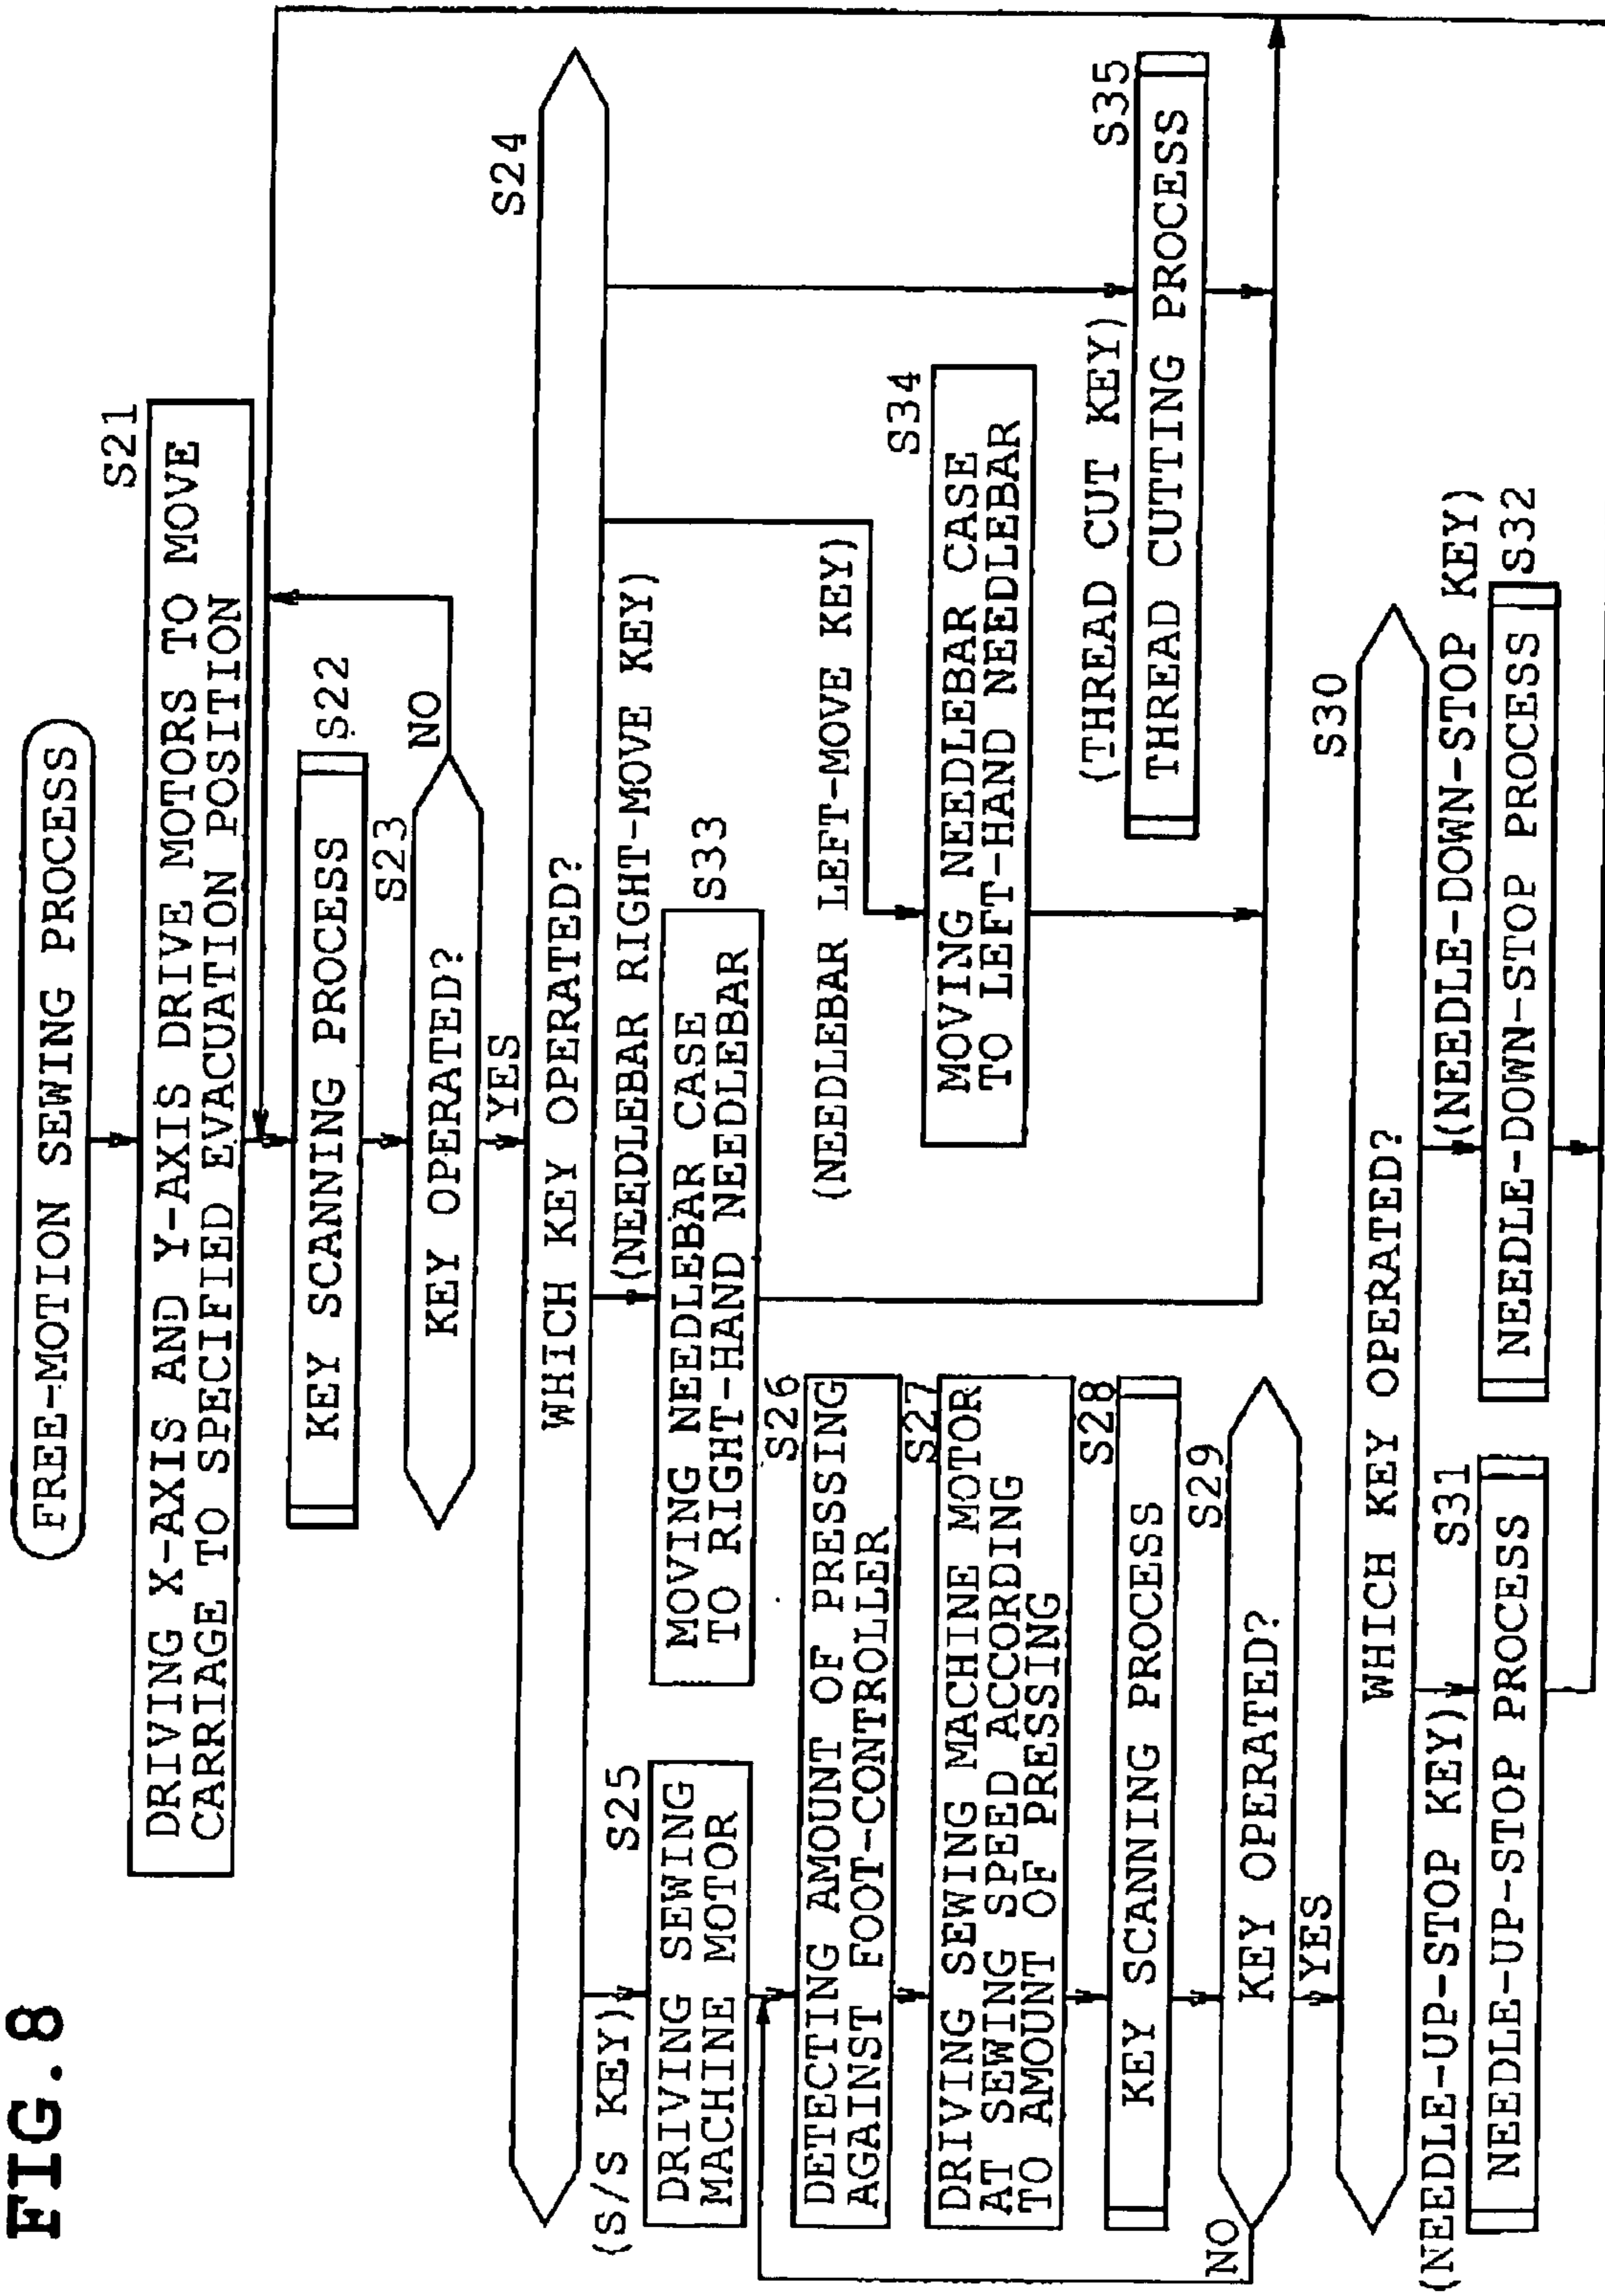 FIG.8
FREE-MOTION SEWING PROCESS
S21
DRIVING X-AXIS AND Y-AXIS DRIVE MOTORS TO MOVE
CARRIAGE TO SPECIFIED EVACUATION POSITION
KEY SCANNING PROCESS
S22
S23
KEY OPERATED?
NO
YES
S24
WHICH KEY OPERATED?
(S/S KEY)
S25
DRIVING SEWING
MACHINE MOTOR
(NEEDLEBAR RIGHT-MOVE KEY)
MOVING NEEDLEBAR CASE
TO RIGHT-HAND NEEDLEBAR
S33
S26
DETECTING AMOUNT OF PRESSING
AGAINST FOOT-CONTROLLER
(NEEDLEBAR LEFT-MOVE KEY)
S34
MOVING NEEDLEBAR CASE
TO LEFT-HAND NEEDLEBAR
S27
DRIVING SEWING MACHINE MOTOR
AT SEWING SPEED ACCORDING
TO AMOUNT OF PRESSING
(THREAD CUT KEY)
S35
THREAD CUTTING PROCESS
S28
KEY SCANNING PROCESS
S29
NO
KEY OPERATED?
YES
S30
WHICH KEY OPERATED?
(NEEDLE-UP-STOP KEY)
S31
NEEDLE-UP-STOP PROCESS
(NEEDLE-DOWN-STOP KEY)
NEEDLE-DOWN-STOP PROCESS
S32